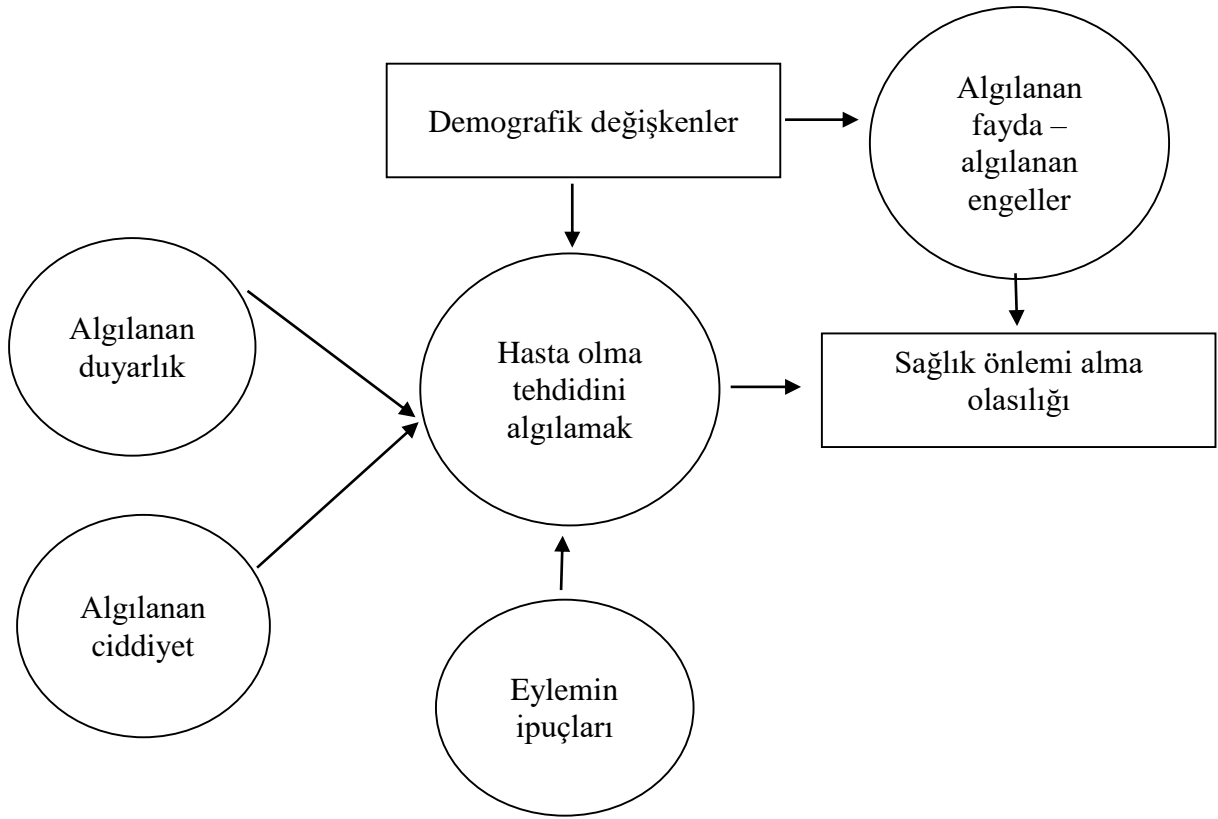 Demografik değişkenler
Algılanan
fayda –
algılanan
engeller
Algılanan
duyarlık
Hasta olma
tehdidini
algılamak
Sağlık önlemi alma
olasılığı
Algılanan
ciddiyet
Eylemin
ipuçları